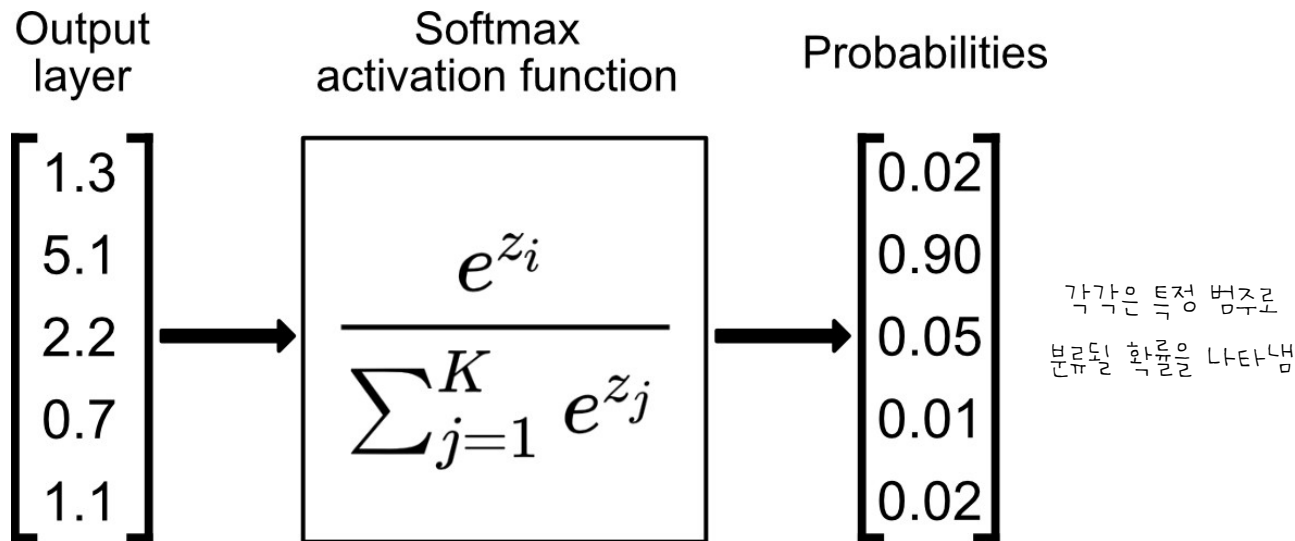 Output
layer
Softmax
activation function
Probabilities
1.3
5.1
2.2
0.7
1.1
e^{z_i}
∑_{j=1}^{K} e^{z_j}
0.02
0.90
0.05
0.01
0.02
각각은 특정 범주로
분류될 확률을 나타냄